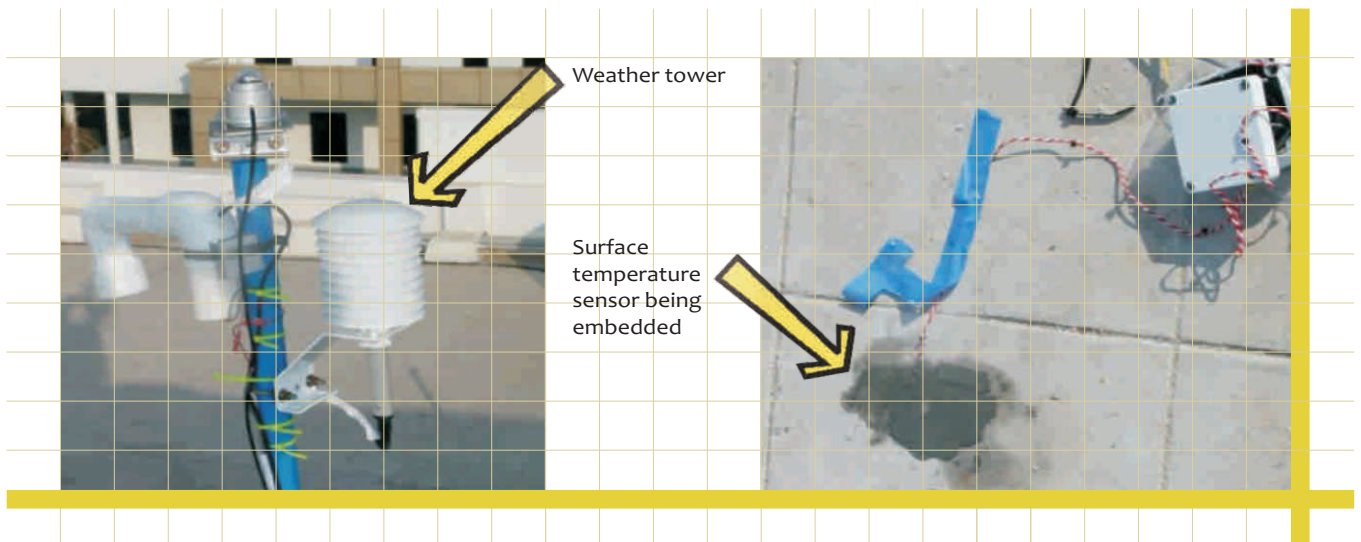 Weather tower
Surface
temperature
sensor being
embedded